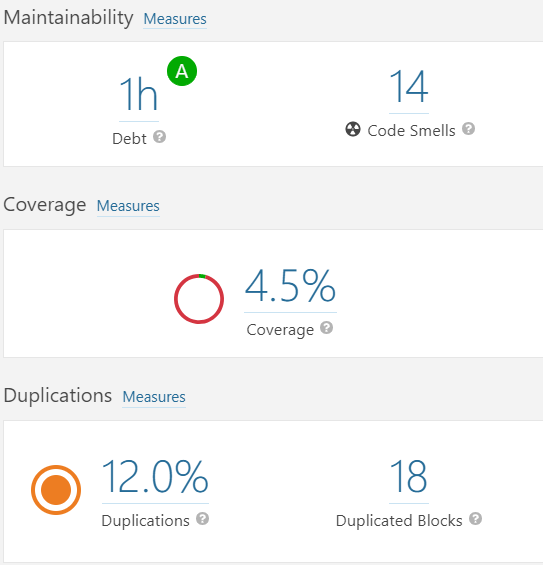 Maintainability Measures
1h A 14
Debt ? Code Smells ?
Coverage Measures
4.5%
Coverage ?
Duplications Measures
12.0% 18
Duplications ? Duplicated Blocks ?